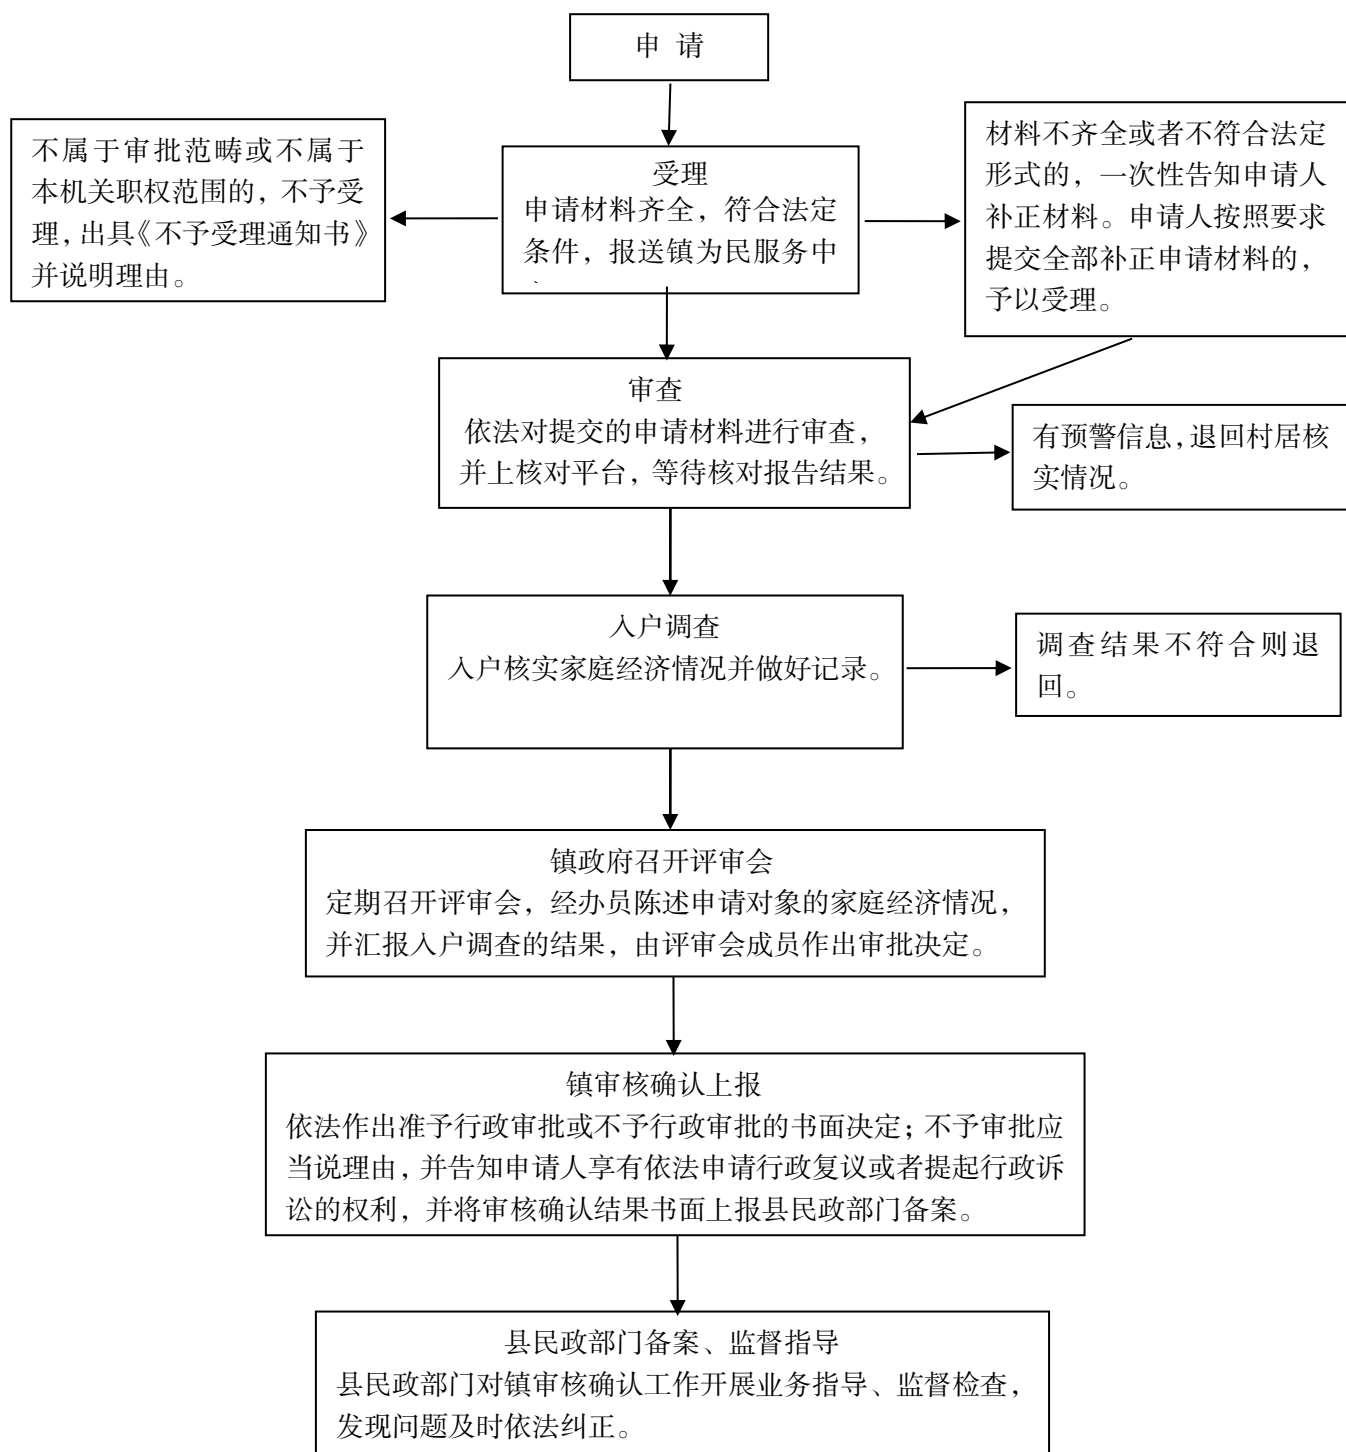 申 请
不属于审批范畴或不属于
本机关职权范围的，不予受
理，出具《不予受理通知书》
并说明理由。
受理
申请材料齐全，符合法定
条件，报送镇为民服务中
材料不齐全或者不符合法定
形式的，一次性告知申请人
补正材料。申请人按照要求
提交全部补正申请材料的，
予以受理。
审查
依法对提交的申请材料进行审查，
并上核对平台，等待核对报告结果。
有预警信息，退回村居核
实情况。
入户调查
入户核实家庭经济情况并做好记录。
调查结果不符合则退
回。
镇政府召开评审会
定期召开评审会，经办员陈述申请对象的家庭经济情况，
并汇报入户调查的结果，由评审会成员作出审批决定。
镇审核确认上报
依法作出准予行政审批或不予行政审批的书面决定；不予审批应
当说理由，并告知申请人享有依法申请行政复议或者提起行政诉
讼的权利，并将审核确认结果书面上报县民政部门备案。
县民政部门备案、监督指导
县民政部门对镇审核确认工作开展业务指导、监督检查，
发现问题及时依法纠正。